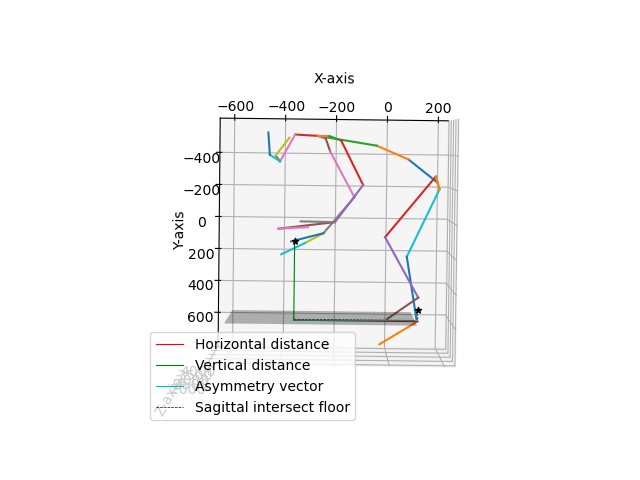 X-axis
−600 −400 −200 0 200
−400
−200
0
200
400
600
Y-axis
Z-axis
Horizontal distance
Vertical distance
Asymmetry vector
Sagittal intersect floor